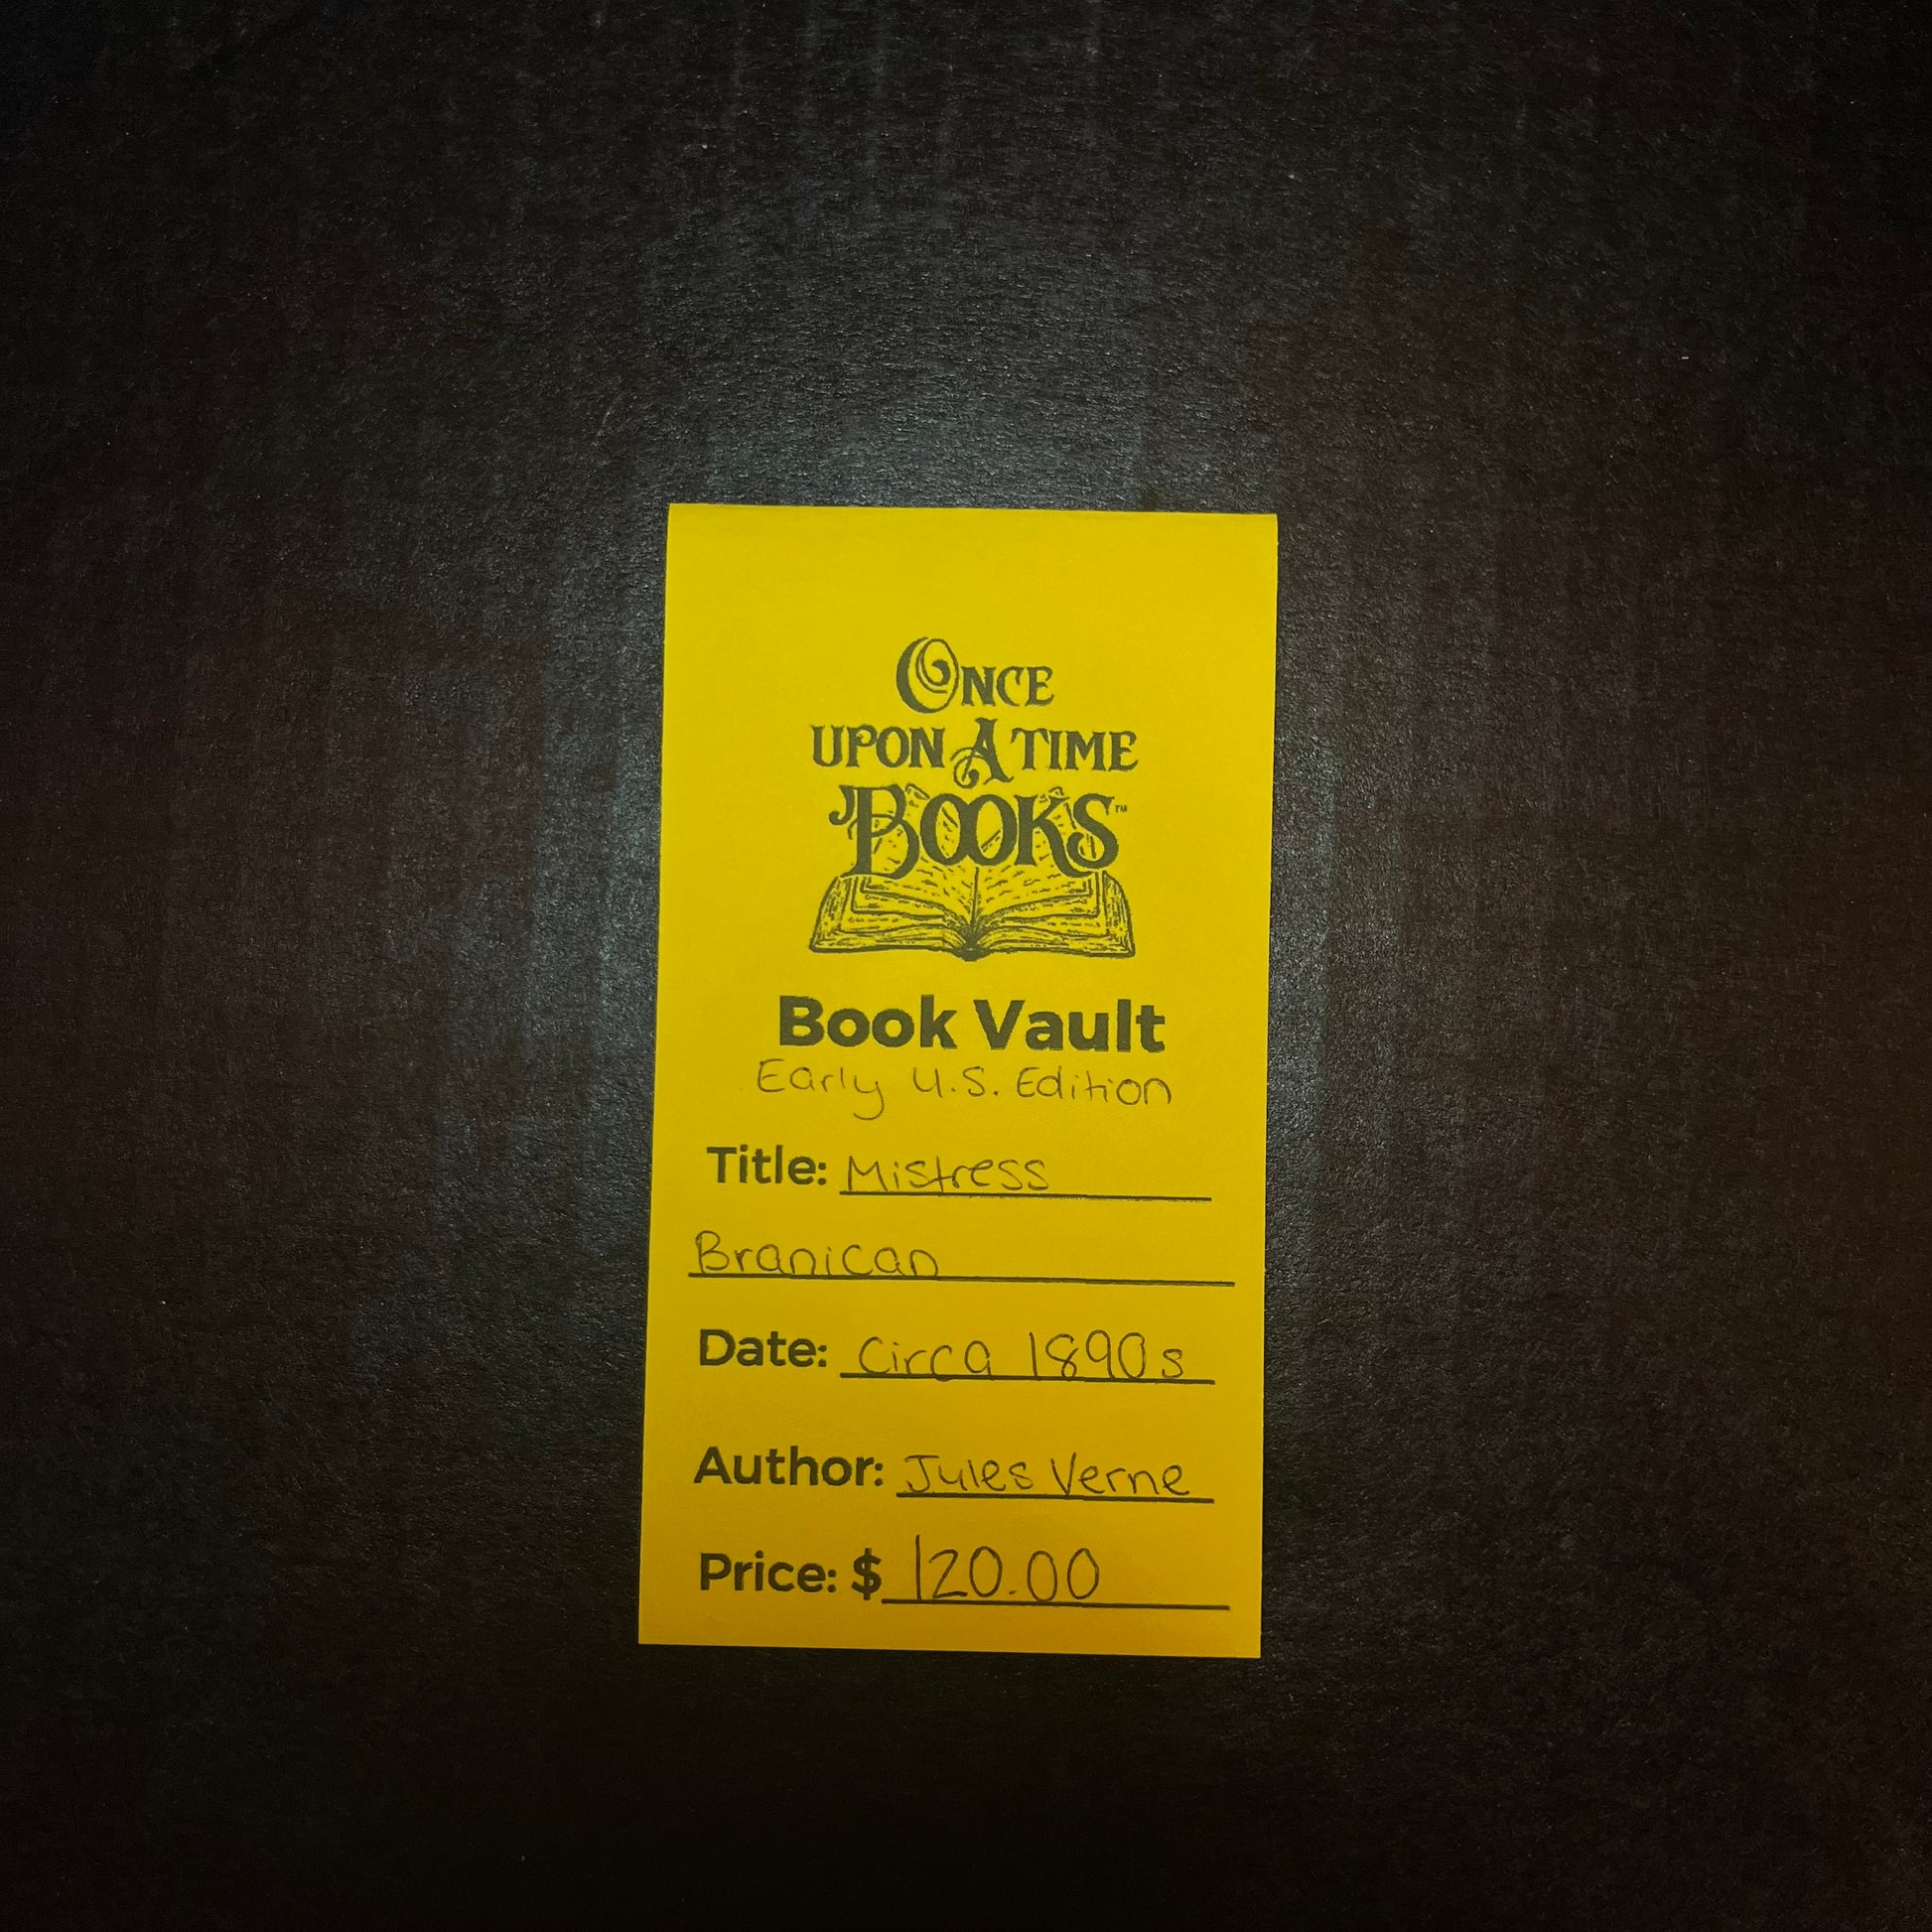 ONCE
UPON A TIME
BOOKS™
Book Vault
Early U.S. Edition
Title: Mistress
Branican
Date: Circa 1890s
Author: Jules Verne
Price: $ 120.00